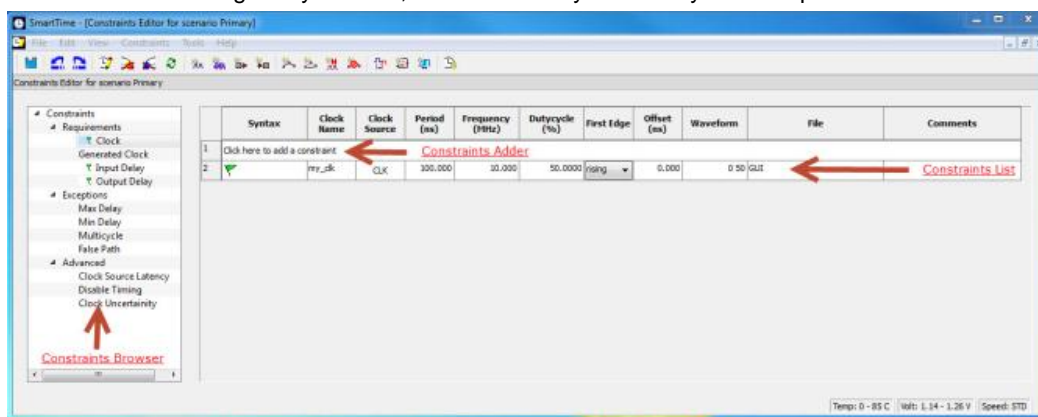 SmartTime - [Constraints Editor for scenario Primary]
File Edit View Constraints Tools Help
Constraints Editor for scenario Primary
Constraints
Requirements
Clock
Generated Clock
Input Delay
Output Delay
Exceptions
Max Delay
Min Delay
Multicycle
False Path
Advanced
Clock Source Latency
Disable Timing
Clock Uncertainity
Constraints Browser
Syntax Clock Name Clock Source Period (ns) Frequency (MHz) Dutycycle (%) First Edge Offset (ns) Waveform File Comments
1 Click here to add a constraint Constraints Adder
2 my_clk CLK 100.000 10.000 50.0000 rising 0.000 0 50 GUI Constraints List
Temp: 0 - 85 C Volt: 1.14 - 1.26 V Speed: STD